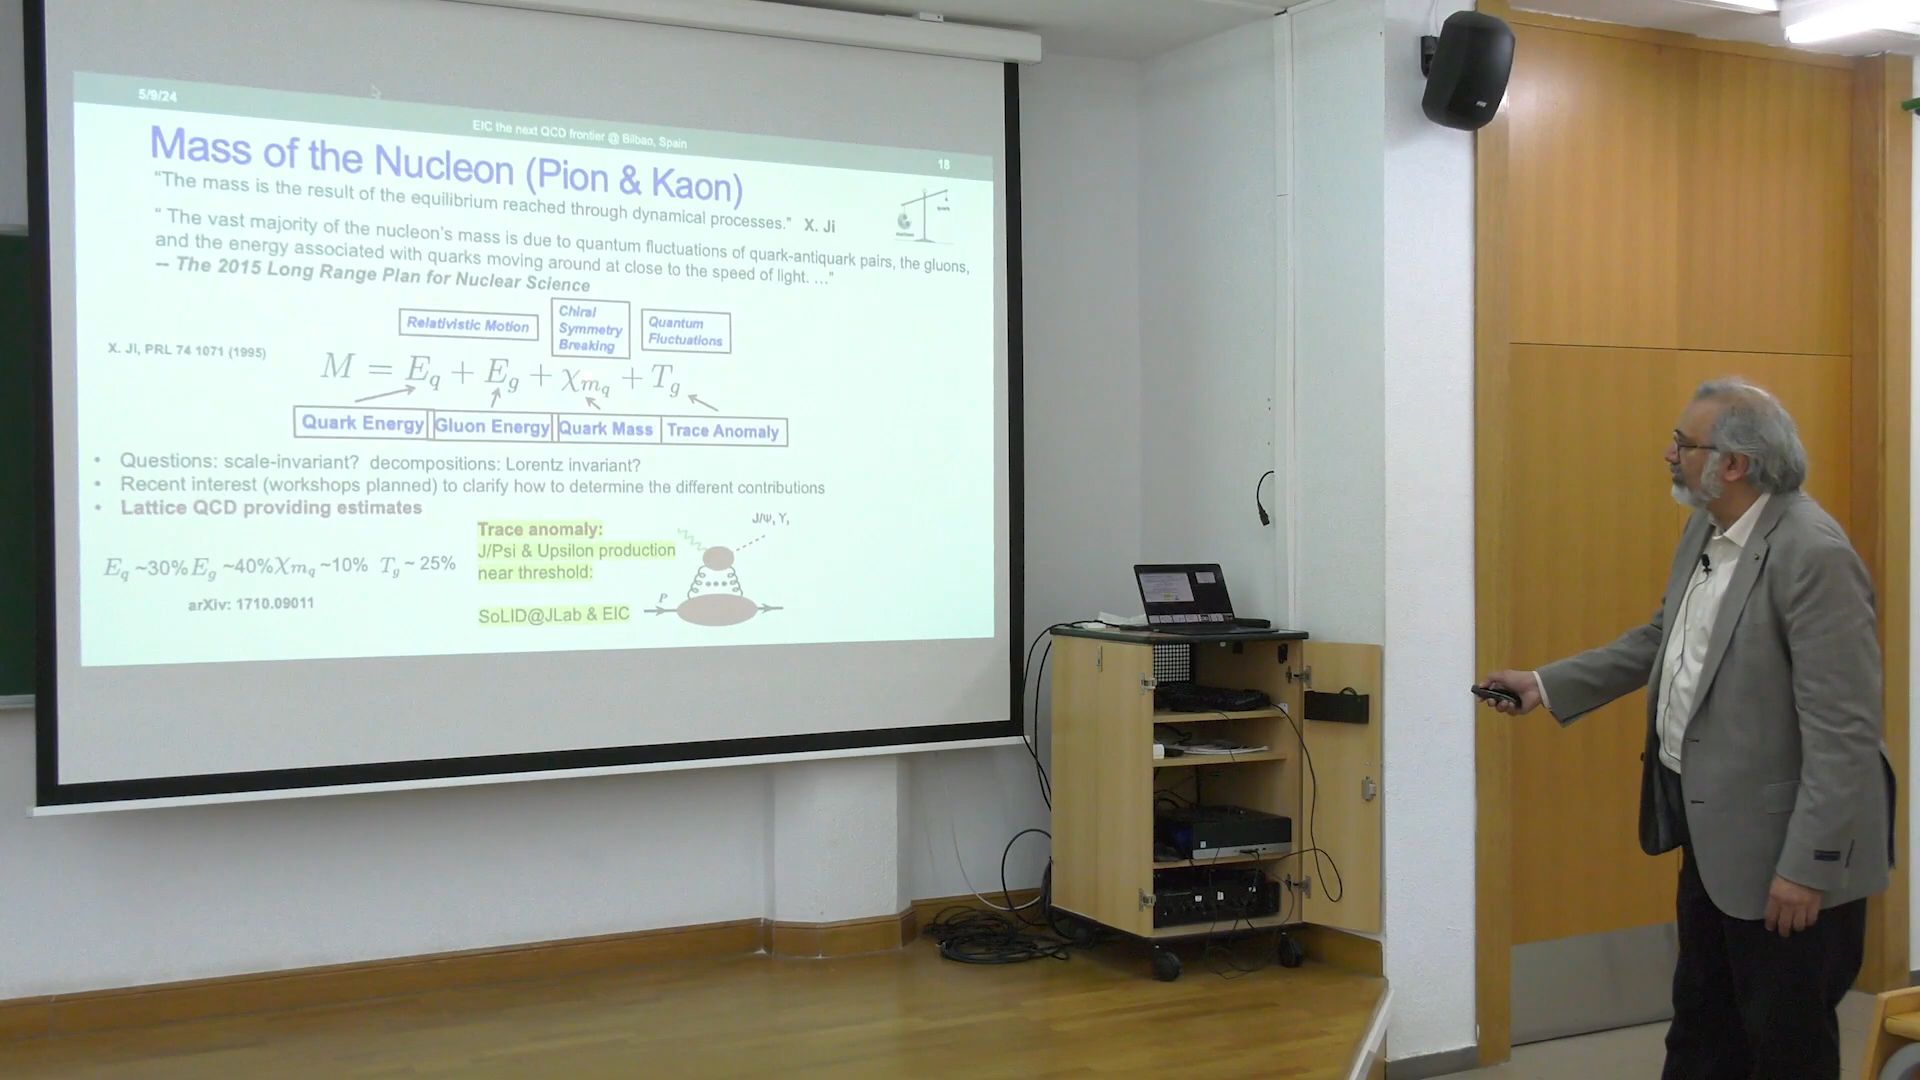 5/9/24
EIC the next QCD frontier @ Bilbao, Spain
18
Mass of the Nucleon (Pion & Kaon)
"The mass is the result of the equilibrium reached through dynamical processes." X. Ji
" The vast majority of the nucleon's mass is due to quantum fluctuations of quark-antiquark pairs, the gluons,
and the energy associated with quarks moving around at close to the speed of light. …"
-- The 2015 Long Range Plan for Nuclear Science
Relativistic Motion
Chiral
Symmetry
Breaking
Quantum
Fluctuations
X. JI, PRL 74 1071 (1995)
M = E_q + E_g + χ_{m_q} + T_g
Quark Energy
Gluon Energy
Quark Mass
Trace Anomaly
• Questions: scale-invariant? decompositions: Lorentz invariant?
• Recent interest (workshops planned) to clarify how to determine the different contributions
• Lattice QCD providing estimates
E_q ~30% E_g ~40% χ_{m_q} ~10% T_g ~ 25%
arXiv: 1710.09011
Trace anomaly:
J/Psi & Upsilon production
near threshold:
SoLID@JLab & EIC
J/Ψ, Υ,
P